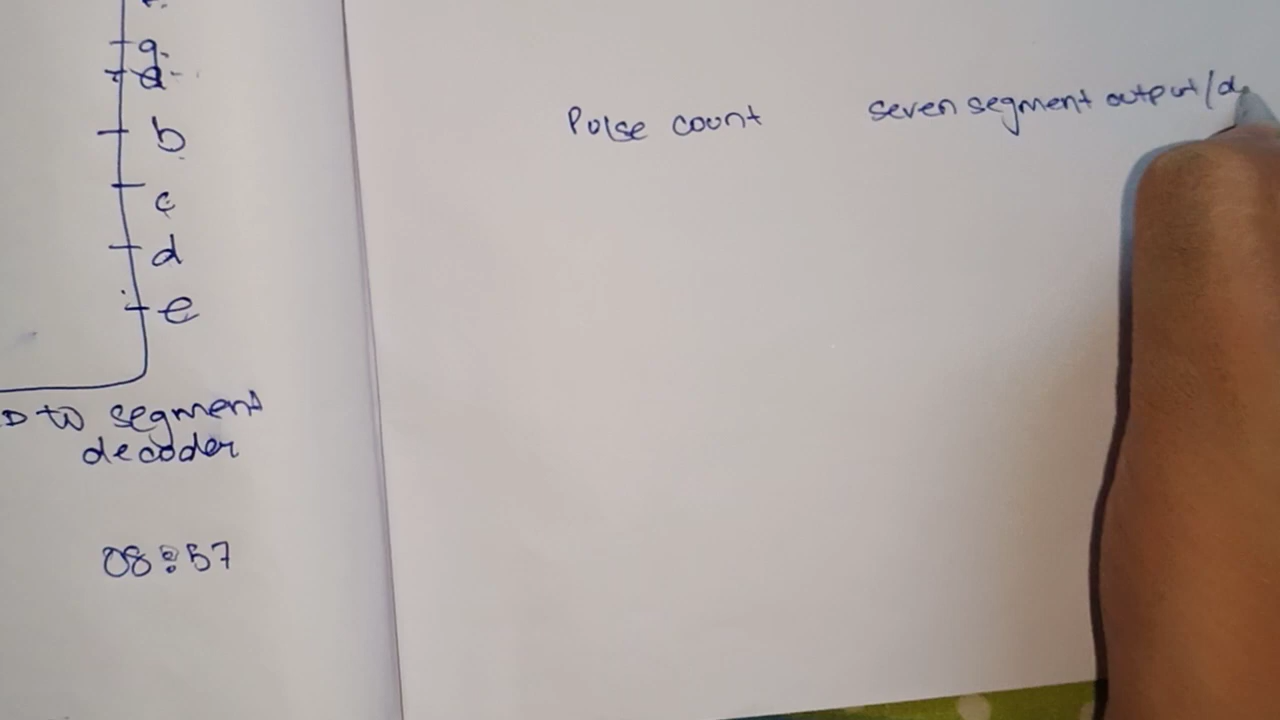 g
a
b
c
d
e
D to segment
decoder
08:57
Pulse count
seven segment output/d